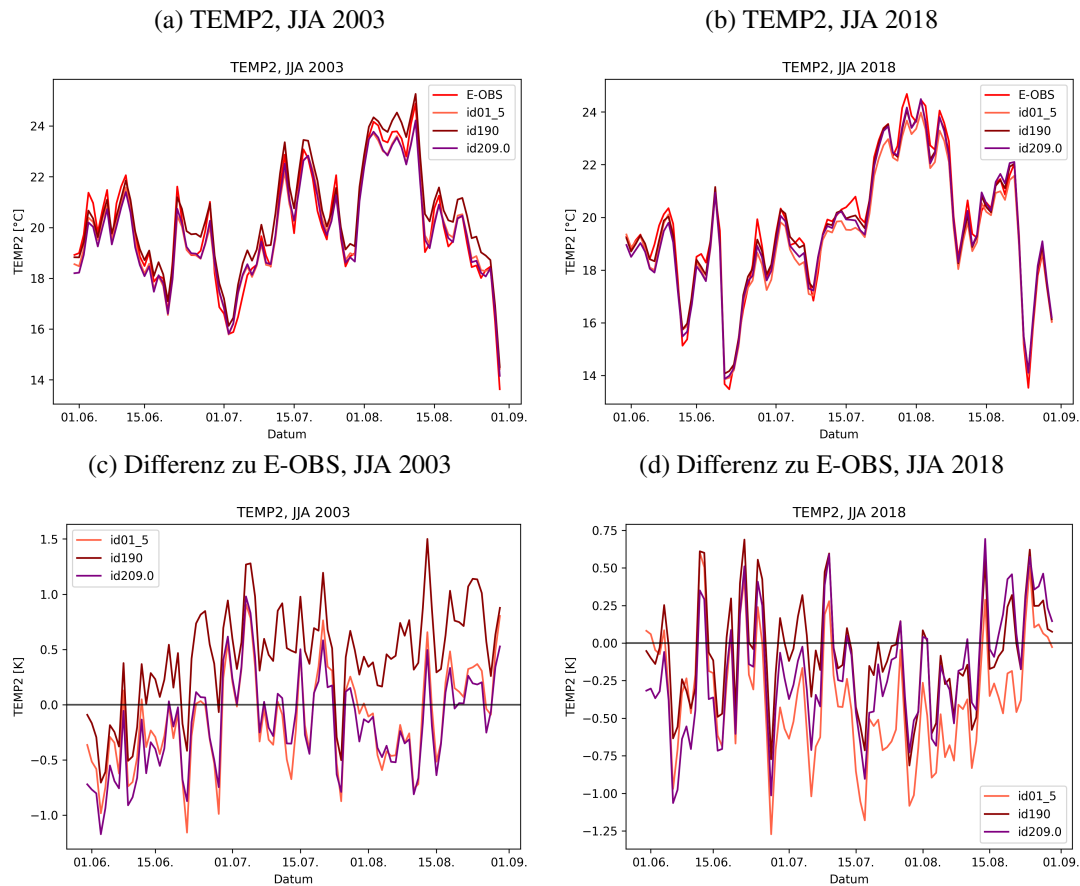 (a) TEMP2, JJA 2003
(b) TEMP2, JJA 2018
TEMP2, JJA 2003
E-OBS
id01_5
id190
id209.0
24
22
20
18
16
14
TEMP2 [°C]
01.06. 15.06. 01.07. 15.07. 01.08. 15.08. 01.09.
Datum
TEMP2, JJA 2018
E-OBS
id01_5
id190
id209.0
24
22
20
18
16
14
TEMP2 [°C]
01.06. 15.06. 01.07. 15.07. 01.08. 15.08. 01.09.
Datum
(c) Differenz zu E-OBS, JJA 2003
(d) Differenz zu E-OBS, JJA 2018
TEMP2, JJA 2003
id01_5
id190
id209.0
1.5
1.0
0.5
0.0
−0.5
−1.0
TEMP2 [K]
01.06. 15.06. 01.07. 15.07. 01.08. 15.08. 01.09.
Datum
TEMP2, JJA 2018
0.75
0.50
0.25
0.00
−0.25
−0.50
−0.75
−1.00
−1.25
TEMP2 [K]
id01_5
id190
id209.0
01.06. 15.06. 01.07. 15.07. 01.08. 15.08. 01.09.
Datum